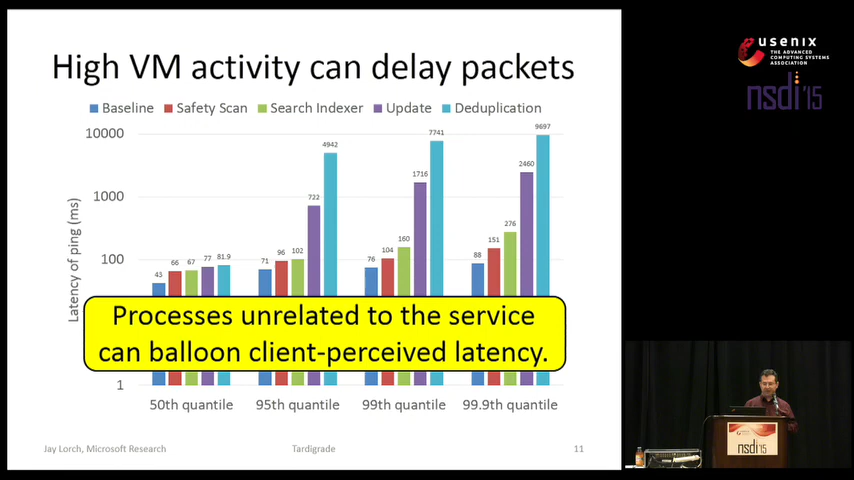 High VM activity can delay packets
Baseline Safety Scan Search Indexer Update Deduplication
10000
1000
100
1
Latency of ping (ms)
43 66 67 77 81.9
71 96 102 722 4942
76 104 160 1716 7741
88 151 276 2460 9697
Processes unrelated to the service
can balloon client-perceived latency.
50th quantile 95th quantile 99th quantile 99.9th quantile
Jay Lorch, Microsoft Research Tardigrade 11
usenix
THE ADVANCED
COMPUTING SYSTEMS
ASSOCIATION
nsdi'15
nsdi'15